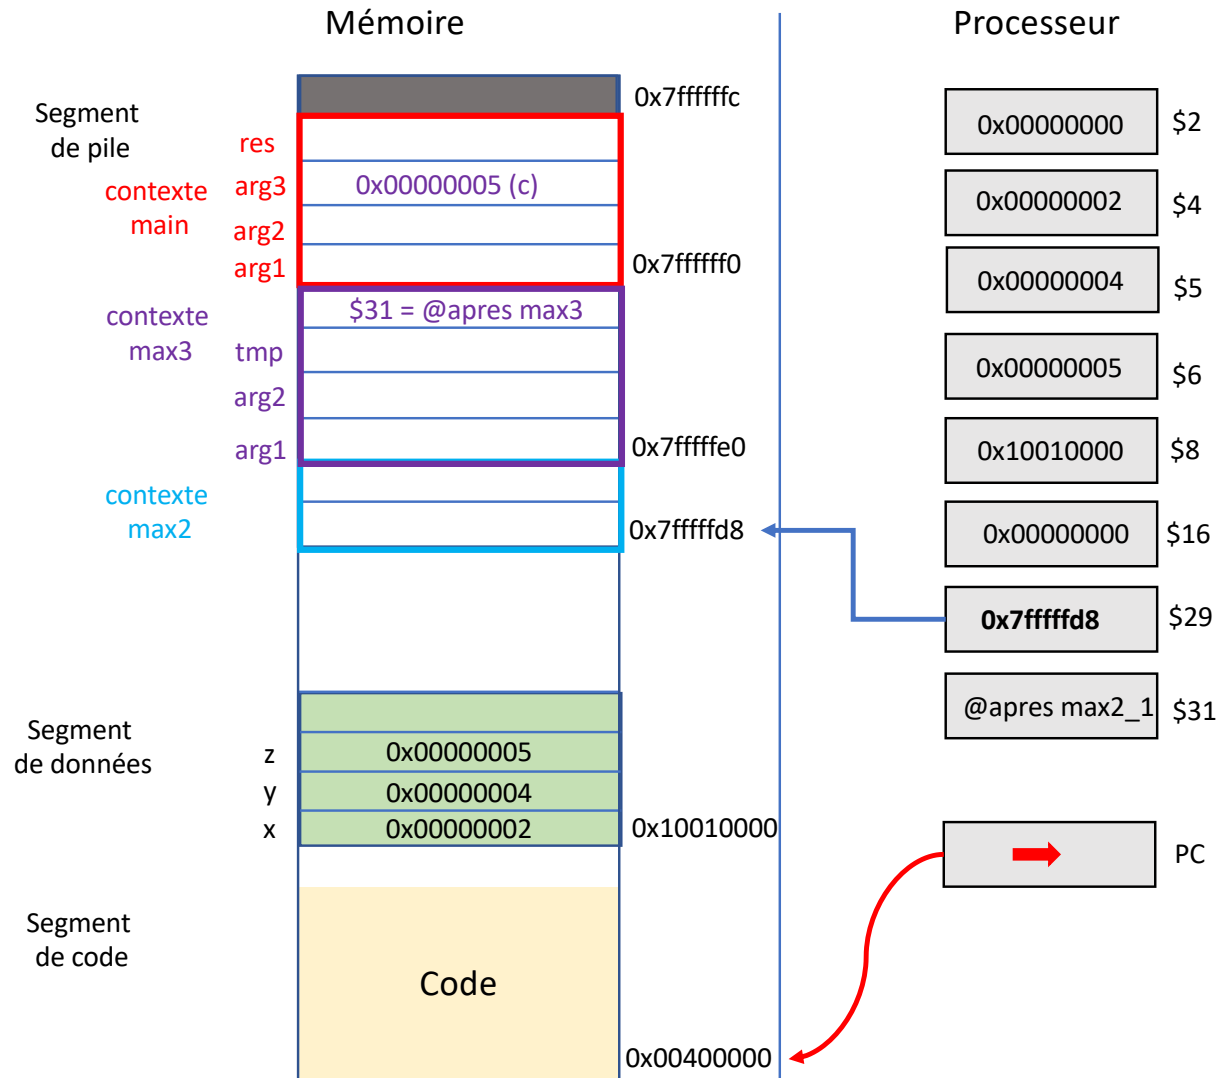 Mémoire
Processeur
0x7ffffffc
Segment
de pile
res
contexte
main
arg3
0x00000005 (c)
arg2
arg1
0x7ffffff0
contexte
max3
$31 = @apres max3
tmp
arg2
arg1
0x7fffffe0
contexte
max2
0x7fffffd8
Segment
de données
z
0x00000005
y
0x00000004
x
0x00000002
0x10010000
Segment
de code
Code
0x00400000
0x00000000
$2
0x00000002
$4
0x00000004
$5
0x00000005
$6
0x10010000
$8
0x00000000
$16
0x7fffffd8
$29
@apres max2_1
$31
PC